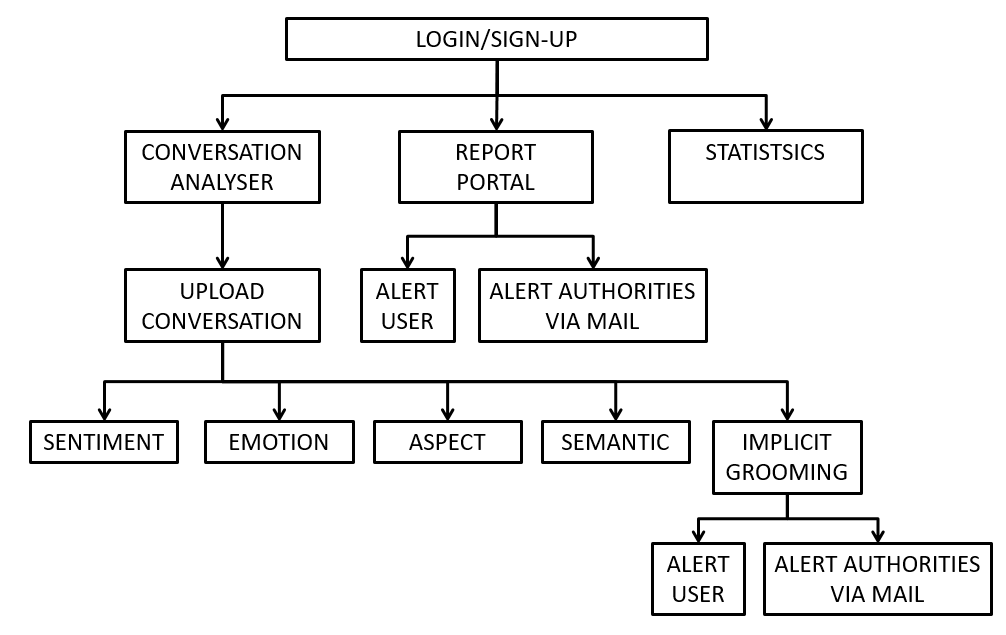 LOGIN/SIGN-UP
CONVERSATION
ANALYSER
REPORT
PORTAL
STATISTSICS
UPLOAD
CONVERSATION
ALERT
USER
ALERT AUTHORITIES
VIA MAIL
SENTIMENT
EMOTION
ASPECT
SEMANTIC
IMPLICIT
GROOMING
ALERT
USER
ALERT AUTHORITIES
VIA MAIL